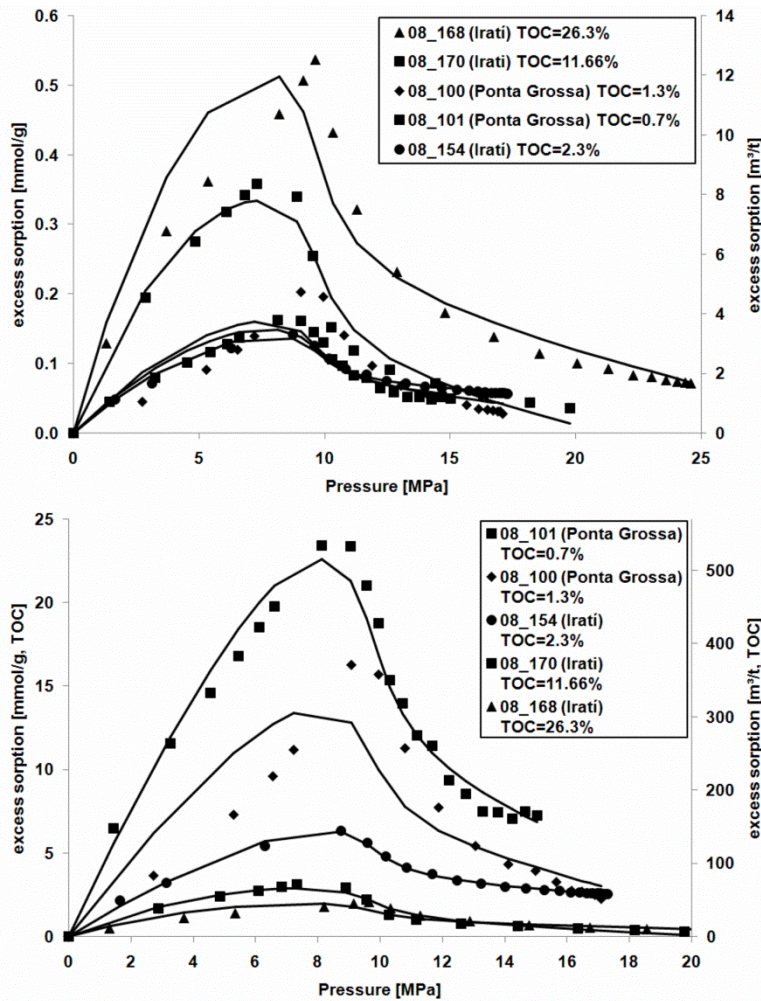 0.6
0.5
0.4
0.3
0.2
0.1
0.0
excess sorption [mmol/g]
▲ 08_168 (Iratí) TOC=26.3%
■ 08_170 (Irati) TOC=11.66%
◆ 08_100 (Ponta Grossa) TOC=1.3%
■ 08_101 (Ponta Grossa) TOC=0.7%
● 08_154 (Iratí) TOC=2.3%
14
12
10
8
6
4
2
0
excess sorption [m³/t]
0 5 10 15 20 25
Pressure [MPa]
25
20
15
10
5
0
excess sorption [mmol/g, TOC]
■ 08_101 (Ponta Grossa)
TOC=0.7%
◆ 08_100 (Ponta Grossa)
TOC=1.3%
● 08_154 (Iratí)
TOC=2.3%
■ 08_170 (Irati)
TOC=11.66%
▲ 08_168 (Iratí)
TOC=26.3%
500
400
300
200
100
0
excess sorption [m³/t, TOC]
0 2 4 6 8 10 12 14 16 18 20
Pressure [MPa]